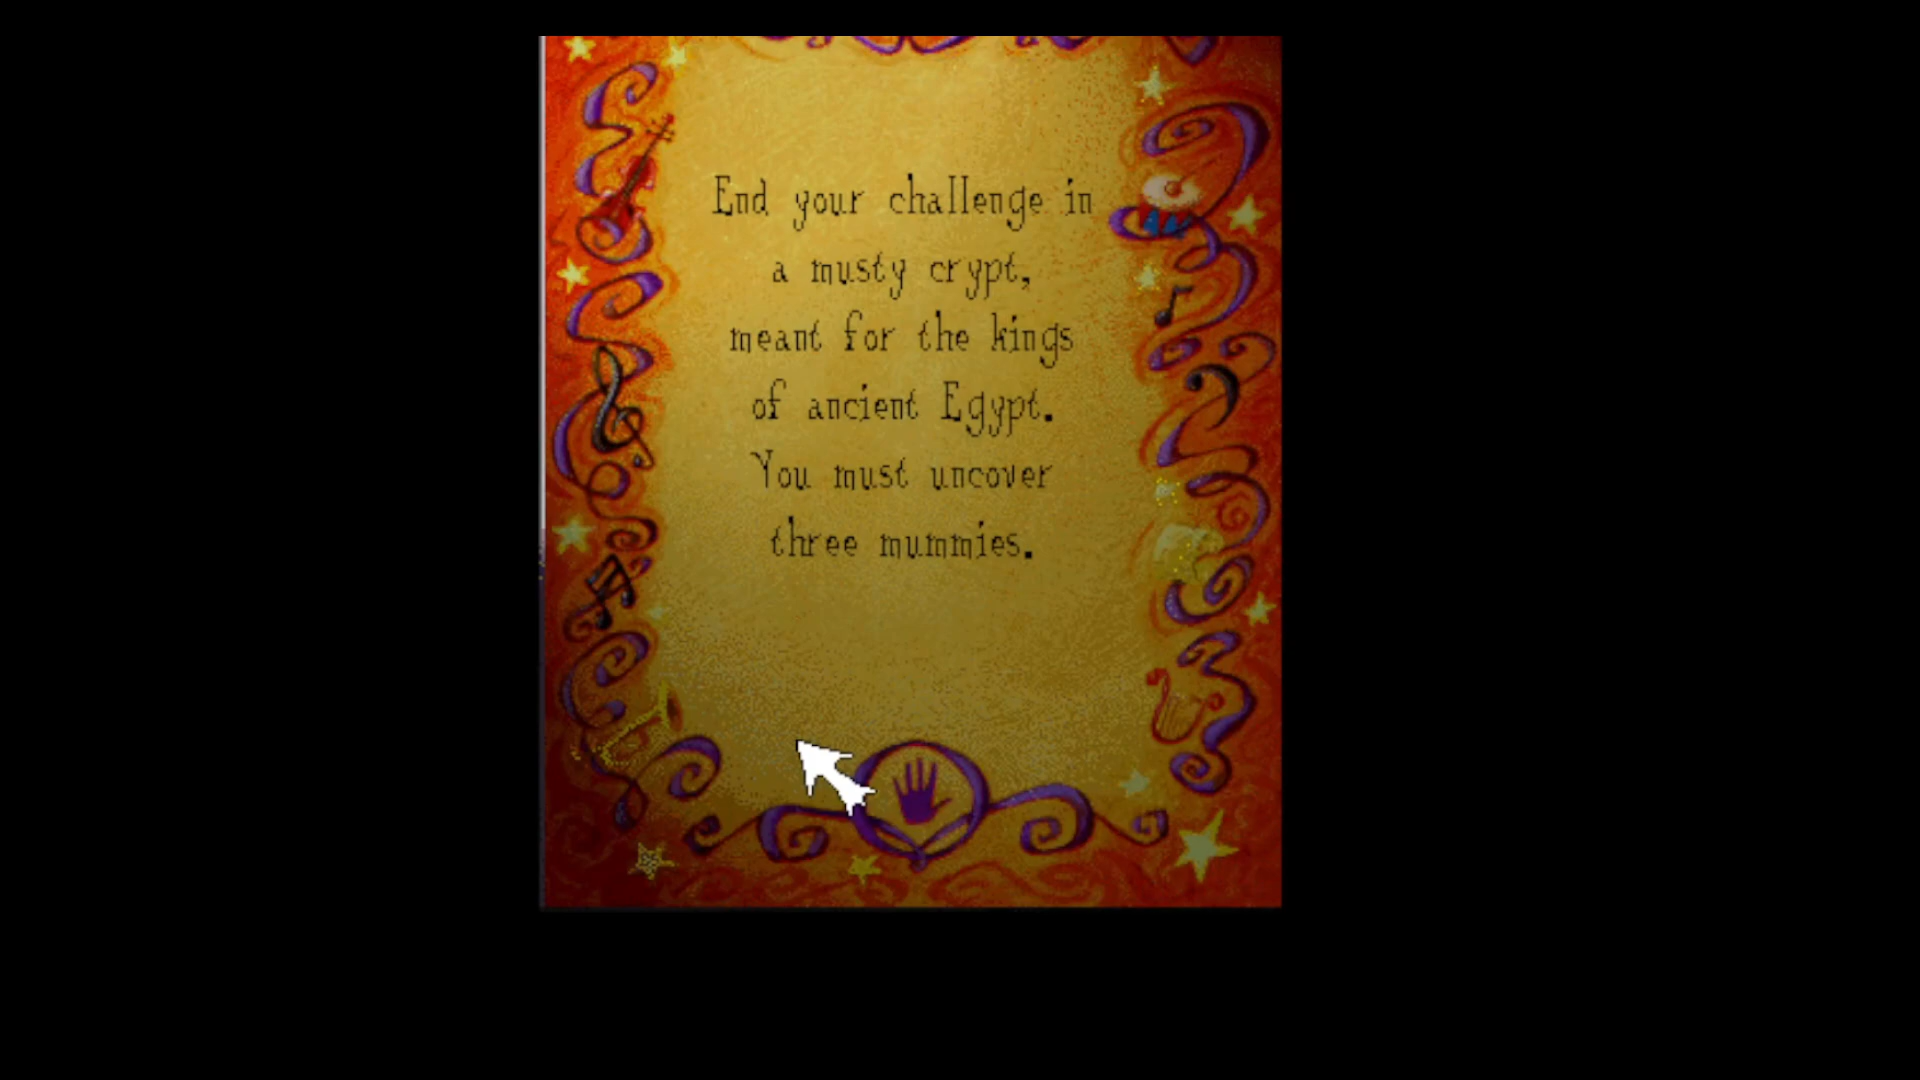 End your challenge in
a musty crypt,
meant for the kings
of ancient Egypt.
You must uncover
three mummies.